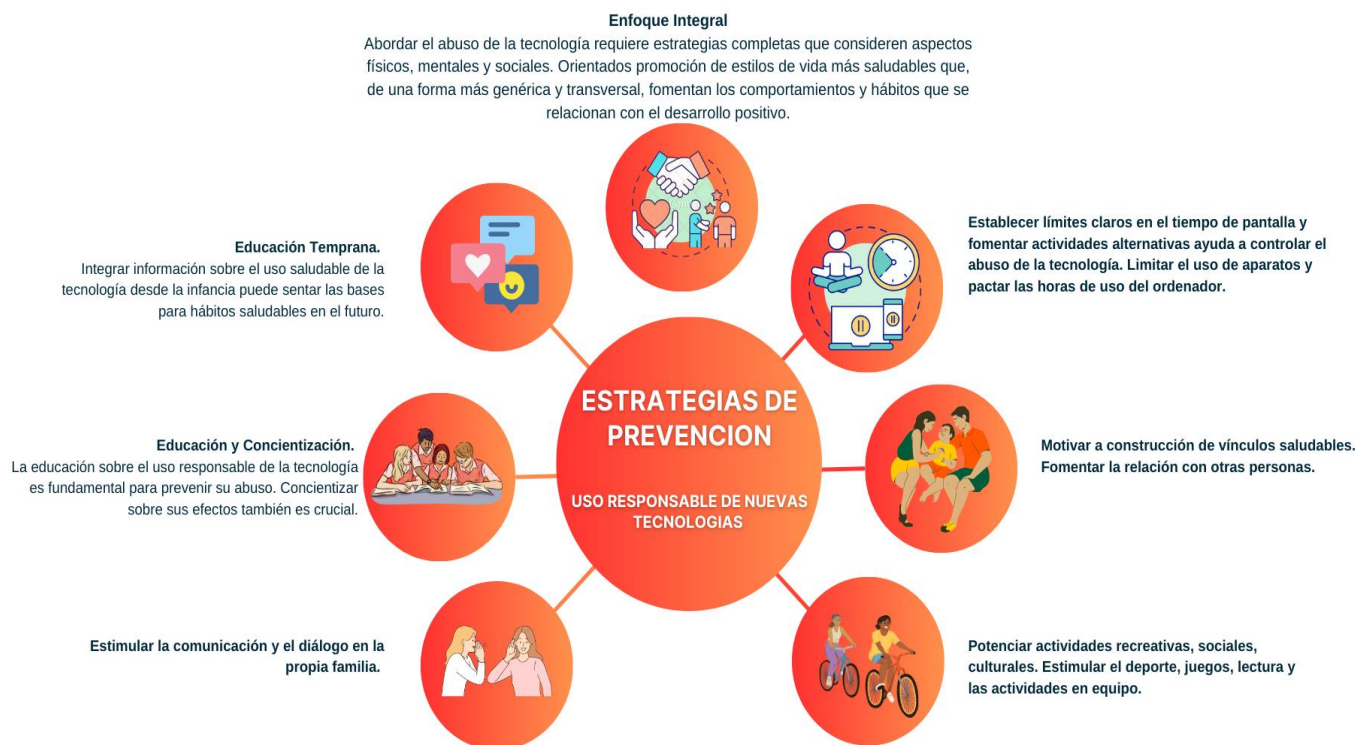 Enfoque Integral
Abordar el abuso de la tecnología requiere estrategias completas que consideren aspectos
físicos, mentales y sociales. Orientados promoción de estilos de vida más saludables que,
de una forma más genérica y transversal, fomentan los comportamientos y hábitos que se
relacionan con el desarrollo positivo.
Educación Temprana.
Integrar información sobre el uso saludable de la
tecnología desde la infancia puede sentar las bases
para hábitos saludables en el futuro.
Establecer límites claros en el tiempo de pantalla y
fomentar actividades alternativas ayuda a controlar el
abuso de la tecnología. Limitar el uso de aparatos y
pactar las horas de uso del ordenador.
ESTRATEGIAS DE
PREVENCION
USO RESPONSABLE DE NUEVAS
TECNOLOGIAS
Educación y Concientización.
La educación sobre el uso responsable de la tecnología
es fundamental para prevenir su abuso. Concientizar
sobre sus efectos también es crucial.
Motivar a construcción de vínculos saludables.
Fomentar la relación con otras personas.
Estimular la comunicación y el diálogo en la
propia familia.
Potenciar actividades recreativas, sociales,
culturales. Estimular el deporte, juegos, lectura y
las actividades en equipo.